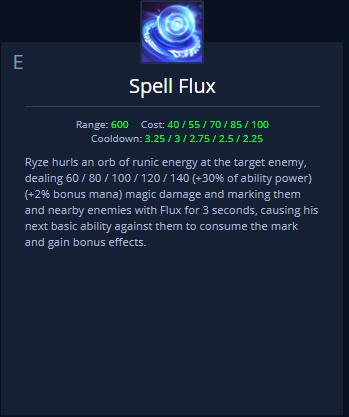 E
Spell Flux
Range: 600 Cost: 40 / 55 / 70 / 85 / 100
Cooldown: 3.25 / 3 / 2.75 / 2.5 / 2.25
Ryze hurls an orb of runic energy at the target enemy,
dealing 60 / 80 / 100 / 120 / 140 (+30% of ability power)
(+2% bonus mana) magic damage and marking them
and nearby enemies with Flux for 3 seconds, causing his
next basic ability against them to consume the mark
and gain bonus effects.